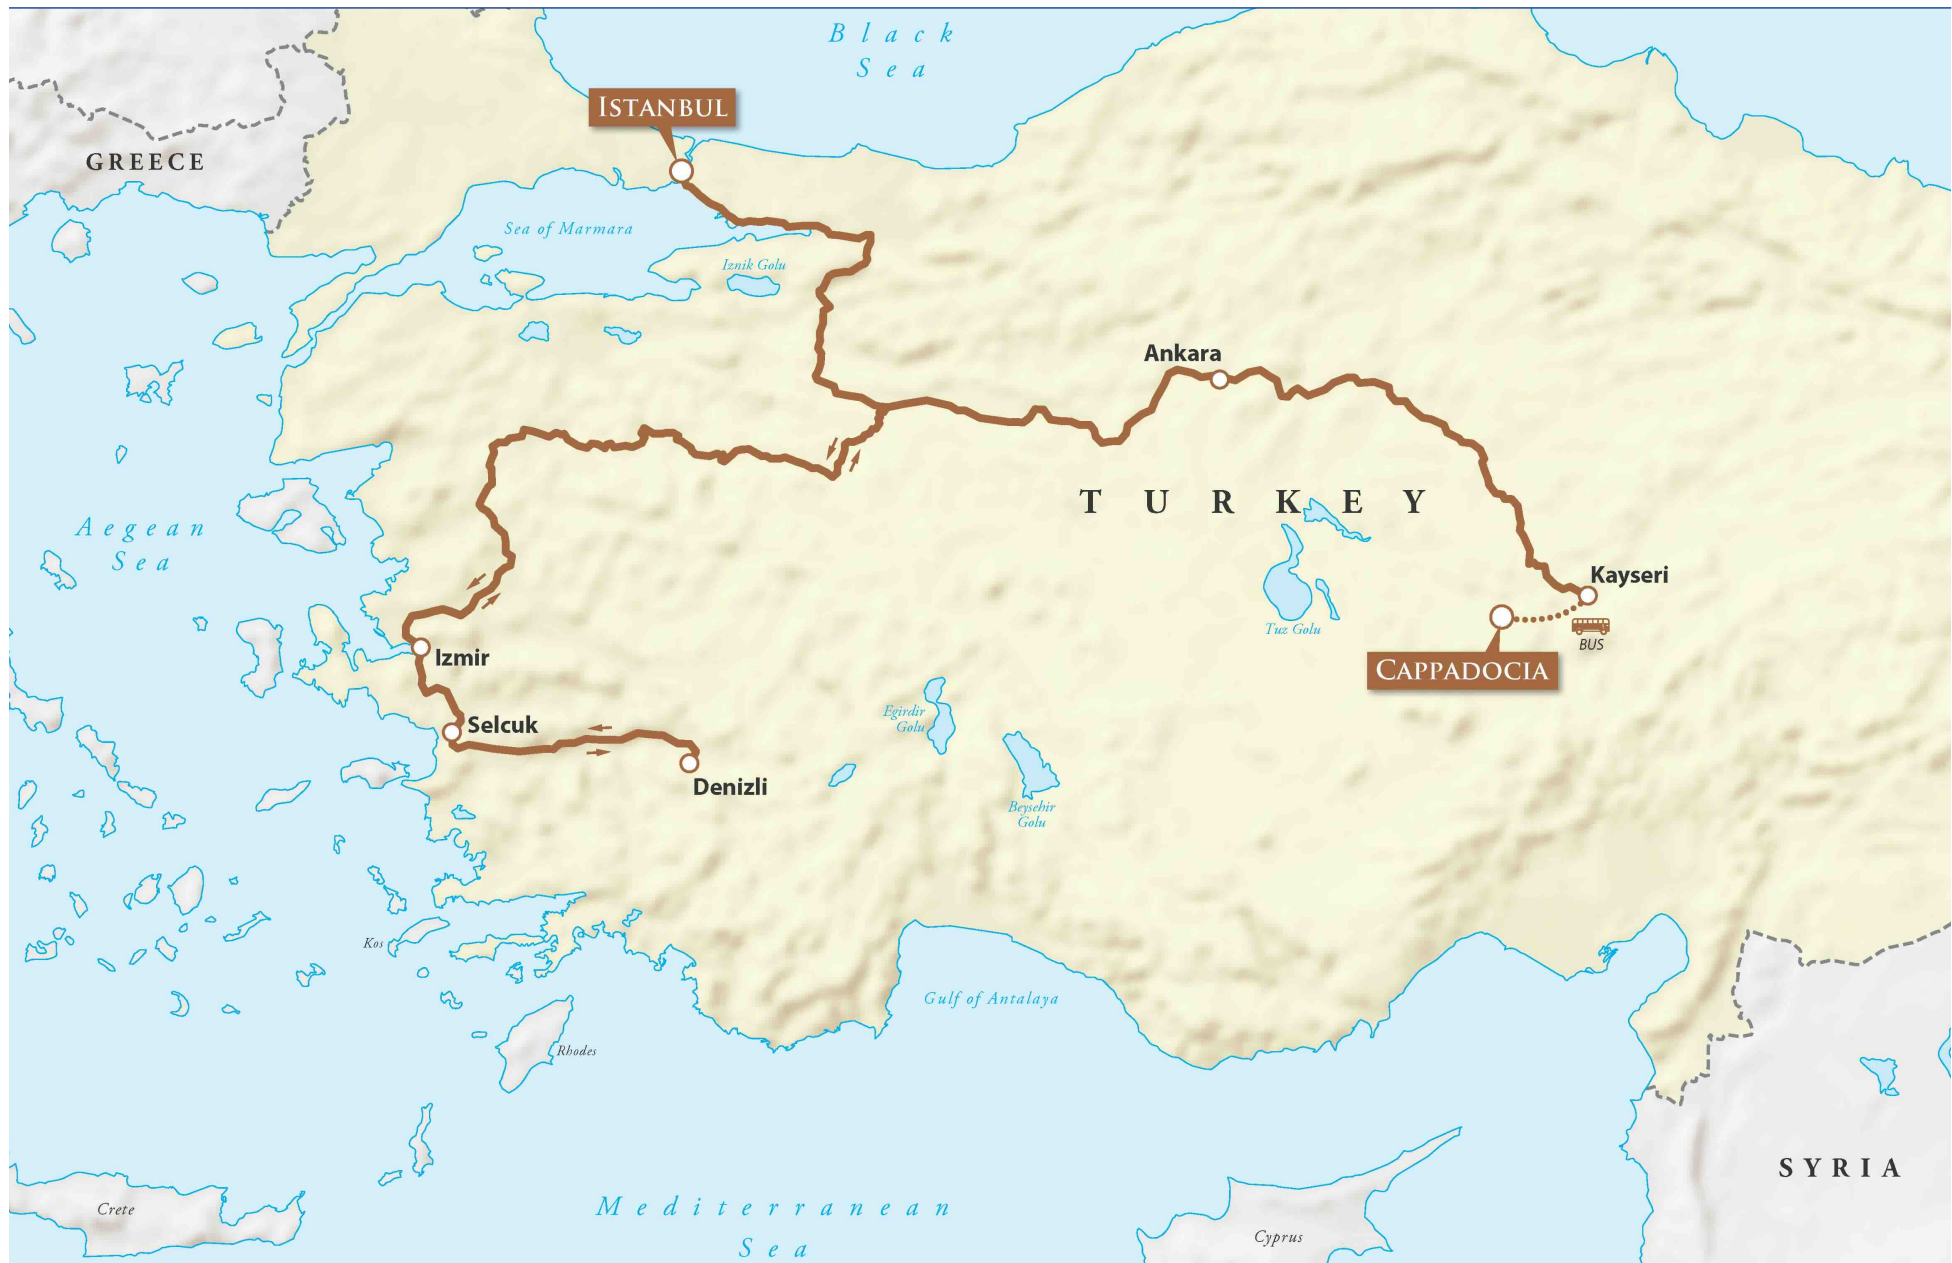 Black
Sea
ISTANBUL
GREECE
Sea of Marmara
Iznik Golu
Ankara
TURKEY
Aegean
Sea
Kayseri
Tuz Golu
BUS
Izmir
CAPPADOCIA
Egirdir
Golu
Selcuk
Denizli
Beysehir
Golu
Kos
Gulf of Antalaya
Rhodes
SYRIA
Crete
Mediterranean
Sea
Cyprus